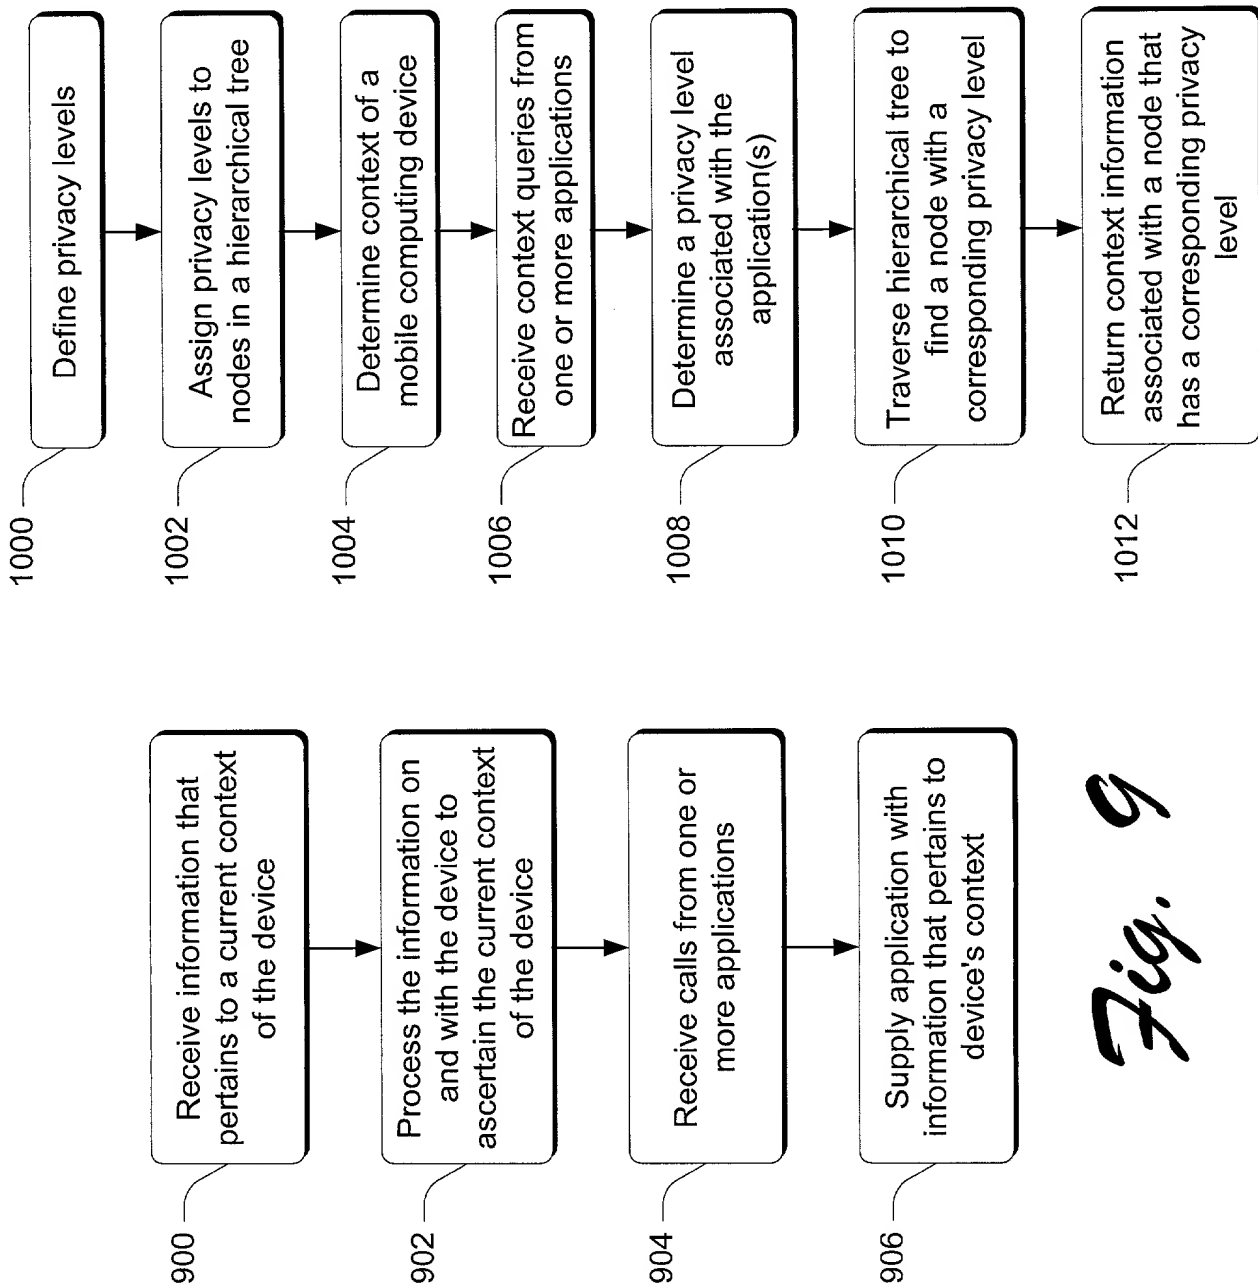 900
Receive information that
pertains to a current context
of the device
902
Process the information on
and with the device to
ascertain the current context
of the device
904
Receive calls from one or
more applications
906
Supply application with
information that pertains to
device's context
Fig. 9
1000
Define privacy levels
1002
Assign privacy levels to
nodes in a hierarchical tree
1004
Determine context of a
mobile computing device
1006
Receive context queries from
one or more applications
1008
Determine a privacy level
associated with the
application(s)
1010
Traverse hierarchical tree to
find a node with a
corresponding privacy level
1012
Return context information
associated with a node that
has a corresponding privacy
level